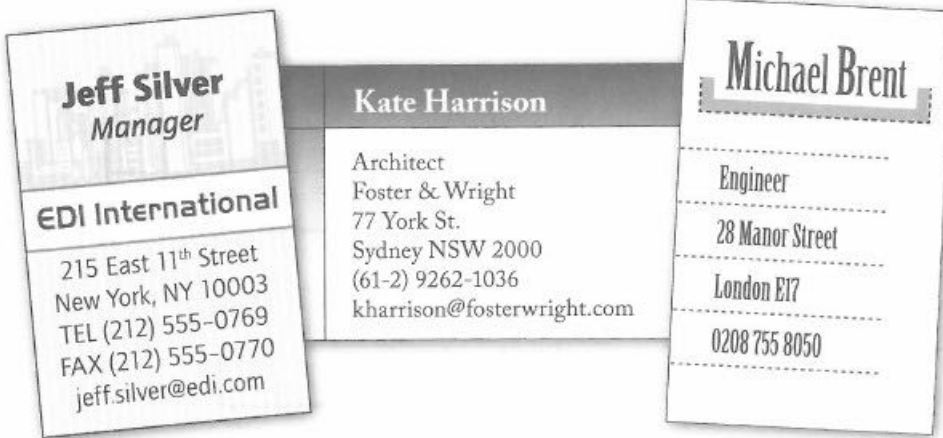 Jeff Silver
Manager
EDI International
215 East 11th Street
New York, NY 10003
TEL (212) 555-0769
FAX (212) 555-0770
jeff.silver@edi.com
Kate Harrison
Architect
Foster & Wright
77 York St.
Sydney NSW 2000
(61-2) 9262-1036
kharrison@fosterwright.com
Michael Brent
Engineer
28 Manor Street
London E17
0208 755 8050